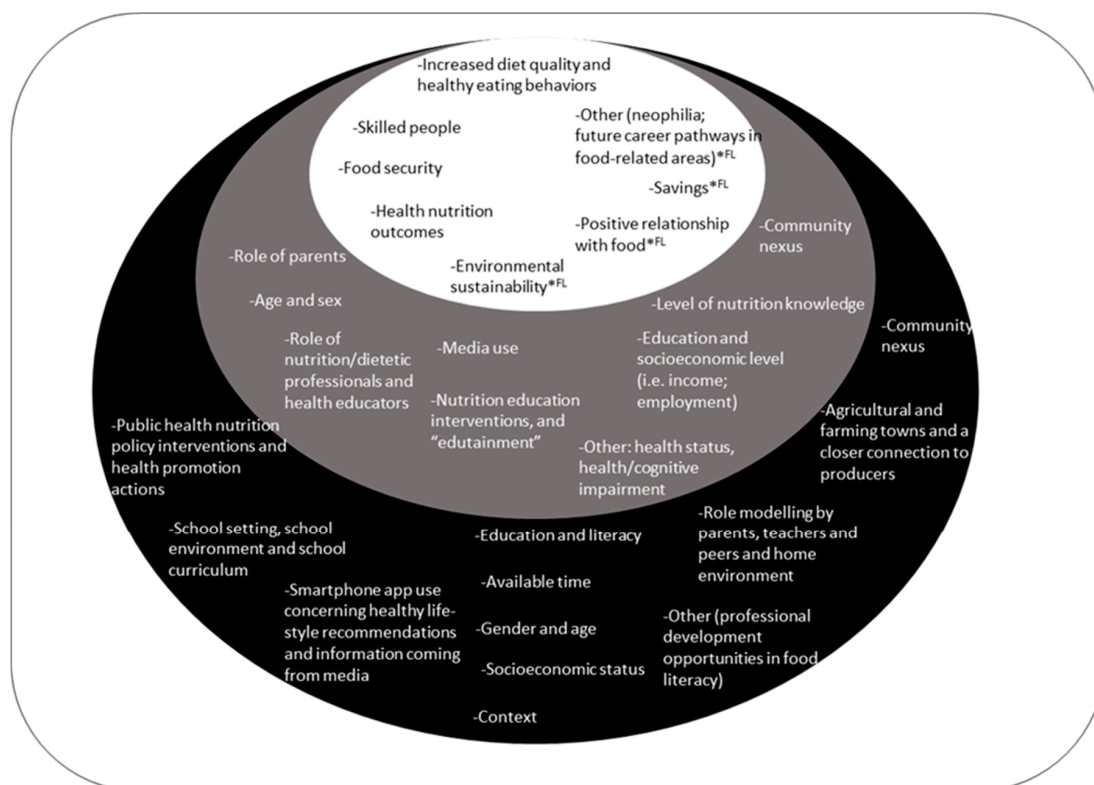 -Increased diet quality and
healthy eating behaviors
-Skilled people
-Other (neophilia;
future career pathways in
food-related areas)*FL
-Food security
-Savings*FL
-Health nutrition
outcomes
-Positive relationship
with food*FL
-Environmental
sustainability*FL
-Community
nexus
-Role of parents
-Age and sex
-Level of nutrition knowledge
-Role of
nutrition/dietetic
professionals and
health educators
-Media use
-Education and
socioeconomic level
(i.e. income;
employment)
-Nutrition education
interventions, and
“edutainment”
-Other: health status,
health/cognitive
impairment
-Community
nexus
-Public health nutrition
policy interventions and
health promotion
actions
-Agricultural and
farming towns and a
closer connection to
producers
-School setting, school
environment and school
curriculum
-Education and literacy
-Role modelling by
parents, teachers and
peers and home
environment
-Smartphone app use
concerning healthy life-
style recommendations
and information coming
from media
-Available time
-Gender and age
-Socioeconomic status
-Other (professional
development
opportunities in food
literacy)
-Context